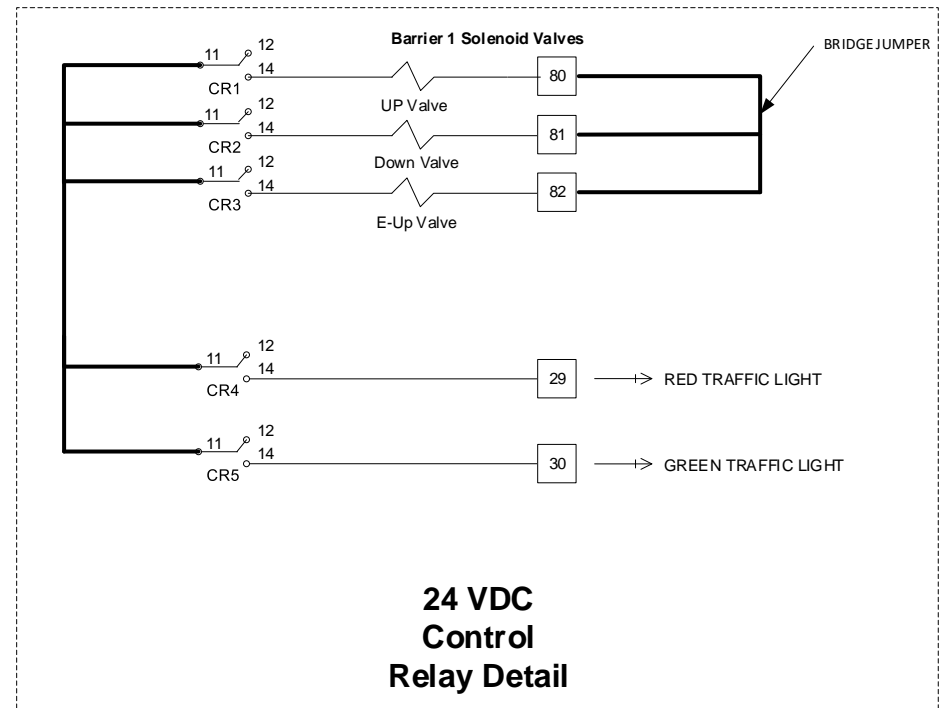 Barrier 1 Solenoid Valves
BRIDGE JUMPER
11 12
14
CR1
UP Valve
80
11 12
14
CR2
Down Valve
81
11 12
14
CR3
E-Up Valve
82
11 12
14
CR4
29
RED TRAFFIC LIGHT
11 12
14
CR5
30
GREEN TRAFFIC LIGHT
24 VDC
Control
Relay Detail